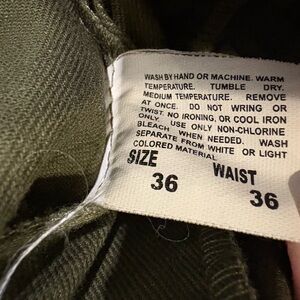 WASH BY HAND OR MACHINE. WARM
TEMPERATURE. TUMBLE DRY.
MEDIUM TEMPERATURE. REMOVE
AT ONCE. DO NOT WRING OR
TWIST. NO IRONING, OR COOL IRON
ONLY. USE ONLY NON-CHLORINE
BLEACH WHEN NEEDED. WASH
SEPARATE FROM WHITE OR LIGHT
COLORED MATERIAL
SIZE WAIST
36 36